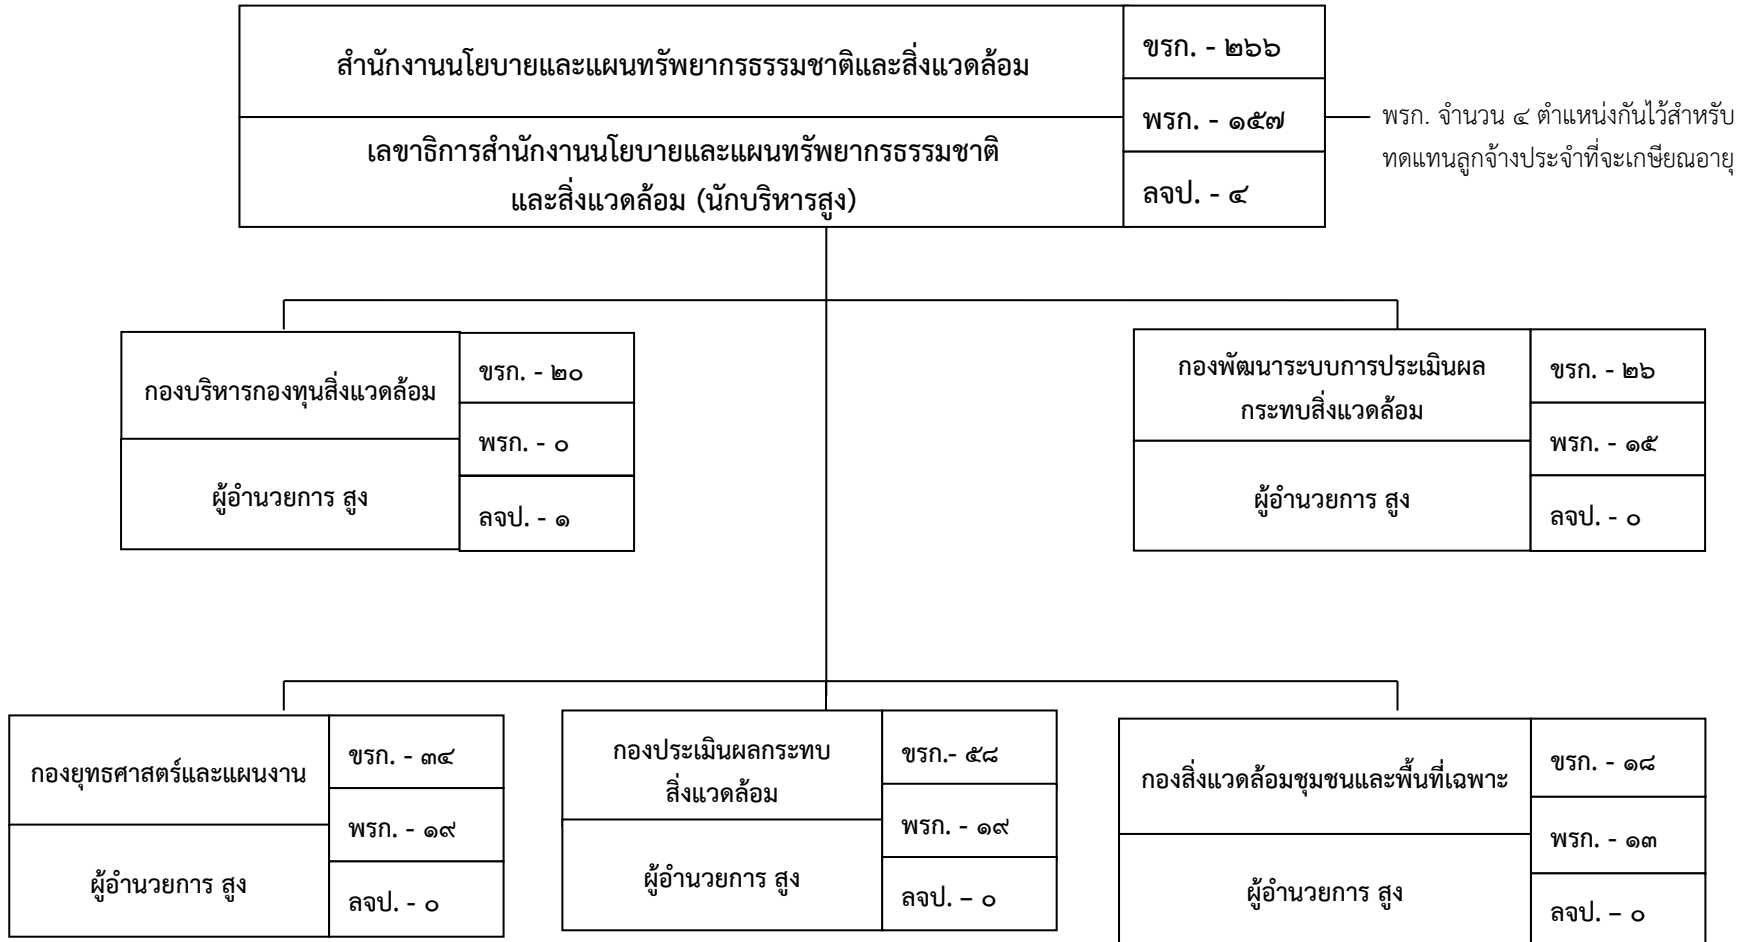 สำนักงานนโยบายและแผนทรัพยากรธรรมชาติและสิ่งแวดล้อม
เลขาธิการสำนักงานนโยบายและแผนทรัพยากรธรรมชาติ
และสิ่งแวดล้อม (นักบริหารสูง)
ขรก. - ๒๖๖
พรก. - ๑๕๗
ลจป. - ๔
พรก. จำนวน ๔ ตำแหน่งกันไว้สำหรับ
ทดแทนลูกจ้างประจำที่จะเกษียณอายุ
กองบริหารกองทุนสิ่งแวดล้อม
ผู้อำนวยการ สูง
ขรก. - ๒๐
พรก. - ๐
ลจป. - ๑
กองพัฒนาระบบการประเมินผล
กระทบสิ่งแวดล้อม
ผู้อำนวยการ สูง
ขรก. - ๒๖
พรก. - ๑๕
ลจป. - ๐
กองยุทธศาสตร์และแผนงาน
ผู้อำนวยการ สูง
ขรก. - ๓๔
พรก. - ๑๙
ลจป. - ๐
กองประเมินผลกระทบ
สิ่งแวดล้อม
ผู้อำนวยการ สูง
ขรก.- ๕๘
พรก. - ๑๙
ลจป. – ๐
กองสิ่งแวดล้อมชุมชนและพื้นที่เฉพาะ
ผู้อำนวยการ สูง
ขรก. - ๑๘
พรก. - ๑๓
ลจป. – ๐